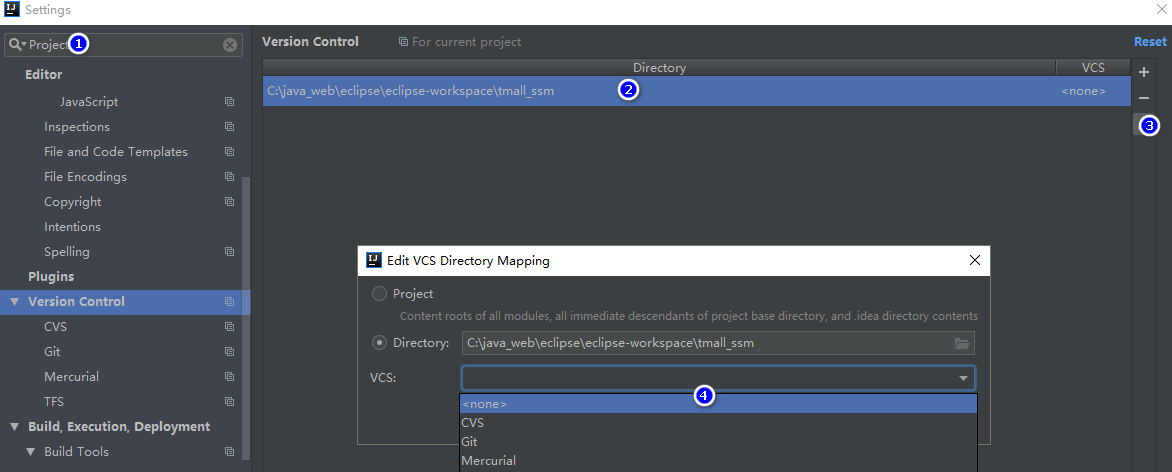 Settings
Project
1
Editor
JavaScript
Inspections
File and Code Templates
File Encodings
Copyright
Intentions
Spelling
Plugins
Version Control
CVS
Git
Mercurial
TFS
Build, Execution, Deployment
Build Tools
Version Control
For current project
Reset
Directory
VCS
C:\java_web\eclipse\eclipse-workspace\tmall_ssm
<none>
2
3
IJ
Edit VCS Directory Mapping
Project
Content roots of all modules, all immediate descendants of project base directory, and .idea directory contents
Directory:
C:\java_web\eclipse\eclipse-workspace\tmall_ssm
VCS:
4
<none>
CVS
Git
Mercurial